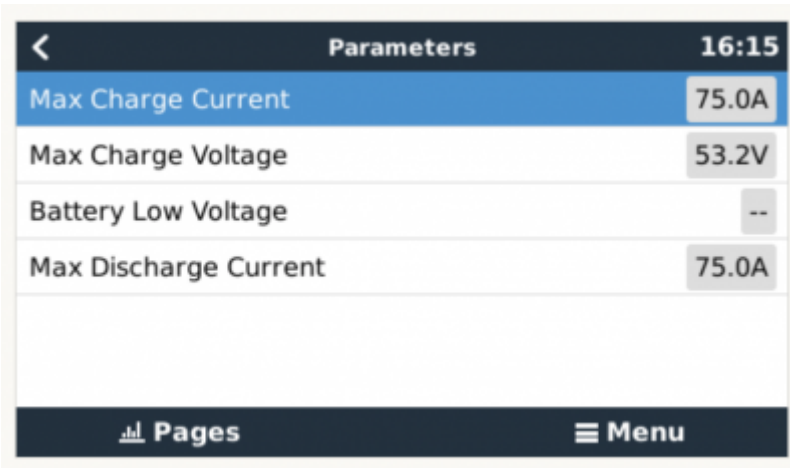 Parameters 16:15
Max Charge Current 75.0A
Max Charge Voltage 53.2V
Battery Low Voltage --
Max Discharge Current 75.0A
Pages Menu